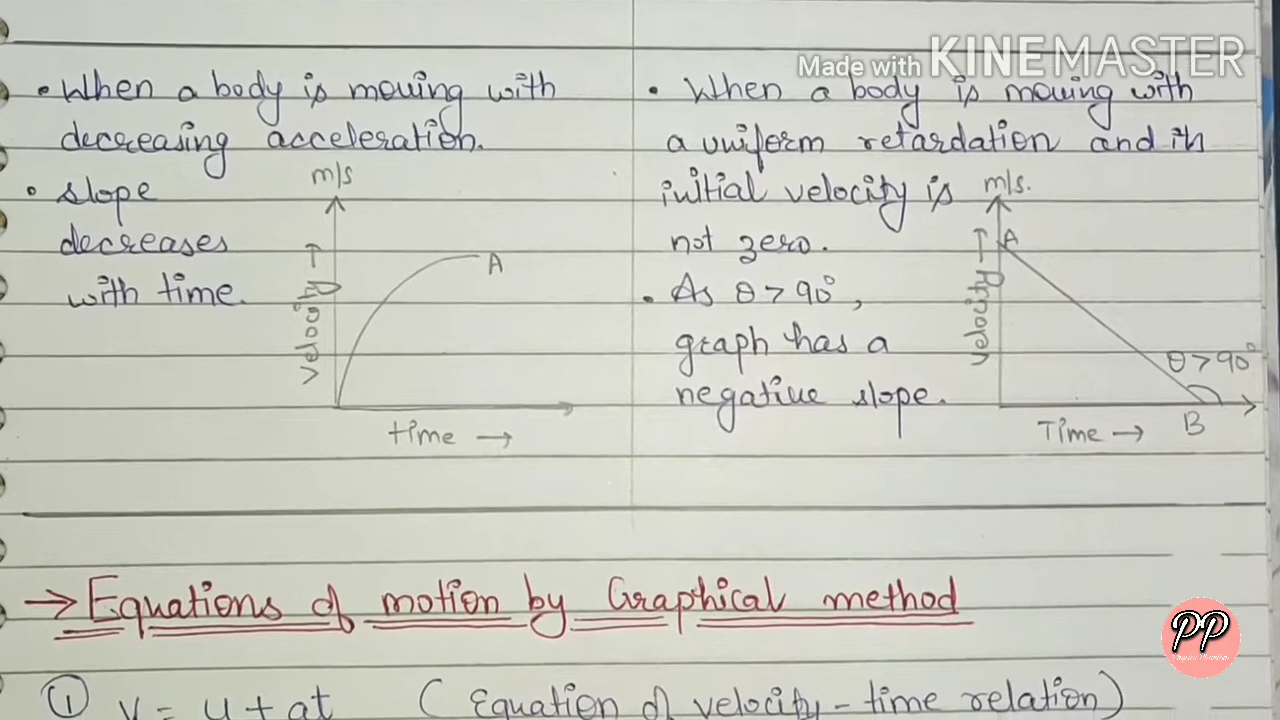 Made with KINEMASTER
• When a body is moving with
decreasing acceleration.
• slope
decreases
with time.
m/s
velocity →
A
time →
• When a body is moving with
a uniform retardation and its
initial velocity is
not zero.
• As θ > 90°,
graph has a
negative slope.
m/s.
velocity →
A
θ > 90°
B
Time →
→ Equations of motion by Graphical method
① v = u + at (Equation of velocity - time relation)
PP